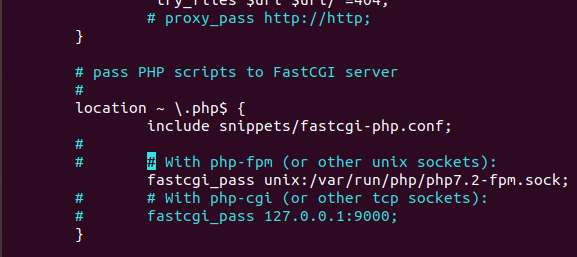 try_files $uri $uri/ =404;
# proxy_pass http://http;
}
# pass PHP scripts to FastCGI server
#
location ~ \.php$ {
include snippets/fastcgi-php.conf;
#
# # With php-fpm (or other unix sockets):
fastcgi_pass unix:/var/run/php/php7.2-fpm.sock;
# # With php-cgi (or other tcp sockets):
# fastcgi_pass 127.0.0.1:9000;
}